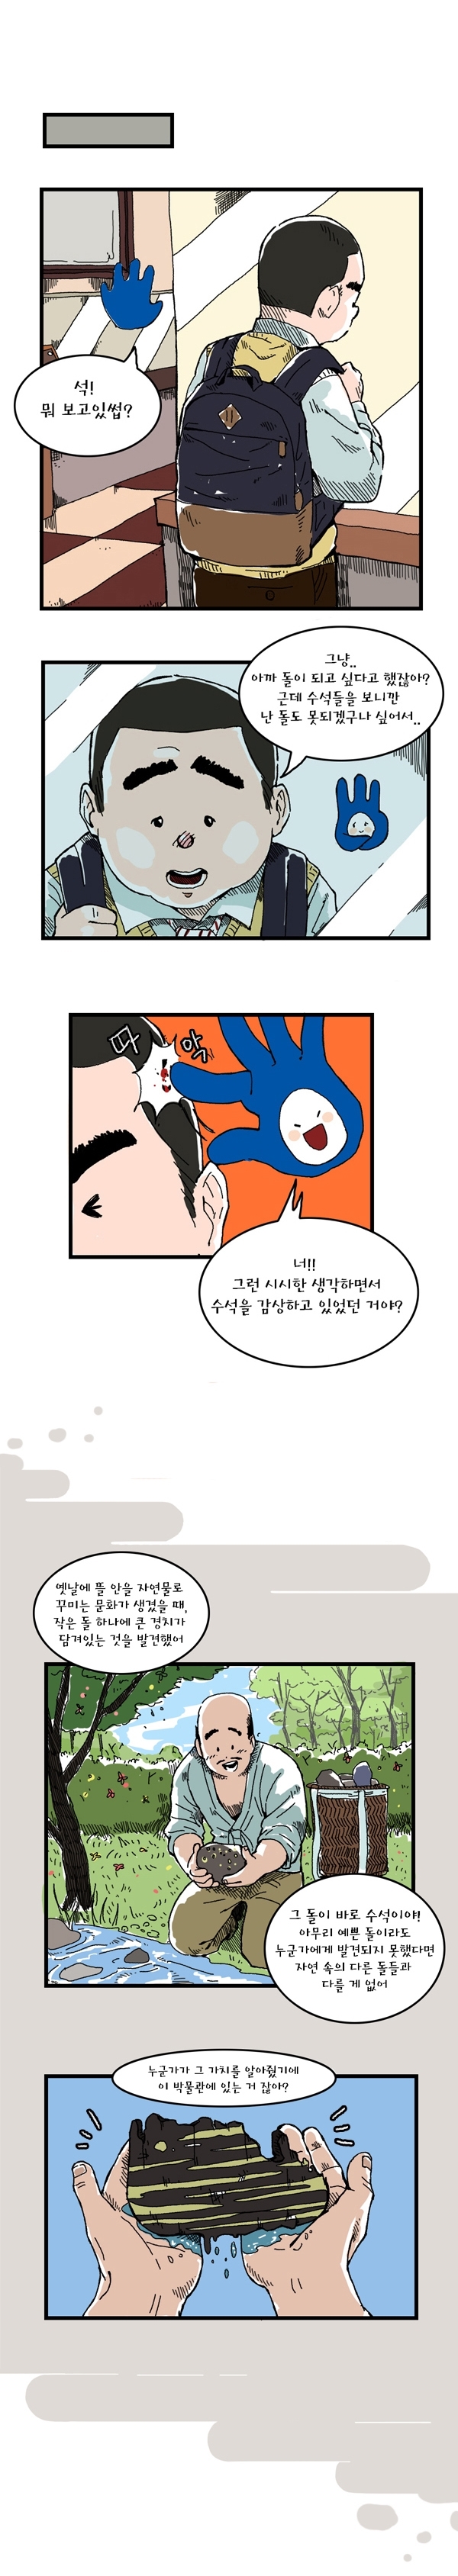 석!
뭐 보고있썹?
그냥..
아까 돌이 되고 싶다고 했잖아?
근데 수석들을 보니깐
난 돌도 못되겠구나 싶어서..
따
악
너!!
그런 시시한 생각하면서
수석을 감상하고 있었던 거야?
옛날에 뜰 안을 자연물로
꾸미는 문화가 생겼을 때,
작은 돌 하나에 큰 경치가
담겨있는 것을 발견했어
그 돌이 바로 수석이야!
아무리 예쁜 돌이라도
누군가에게 발견되지 못했다면
자연 속의 다른 돌들과
다를 게 없어
누군가가 그 가치를 알아줬기에
이 박물관에 있는 거 잖아?